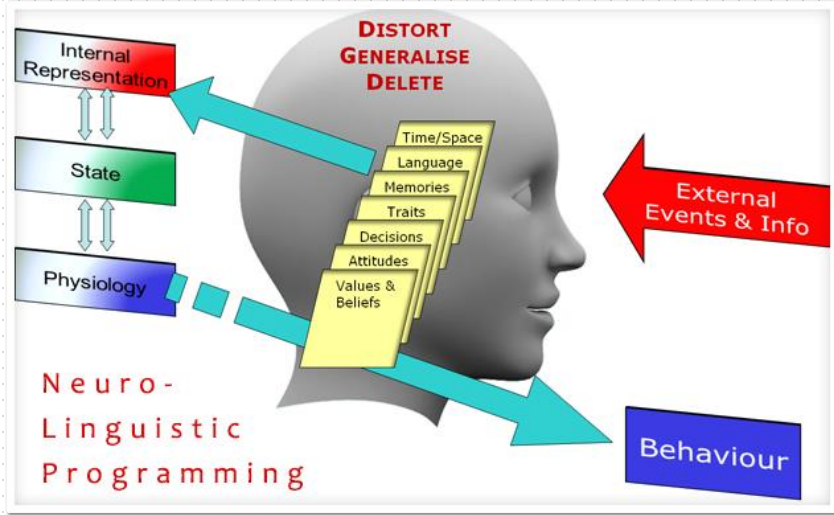 DISTORT
GENERALISE
DELETE
Internal
Representation
State
Physiology
Time/Space
Language
Memories
Traits
Decisions
Attitudes
Values &
Beliefs
External
Events & Info
Behaviour
Neuro-
Linguistic
Programming